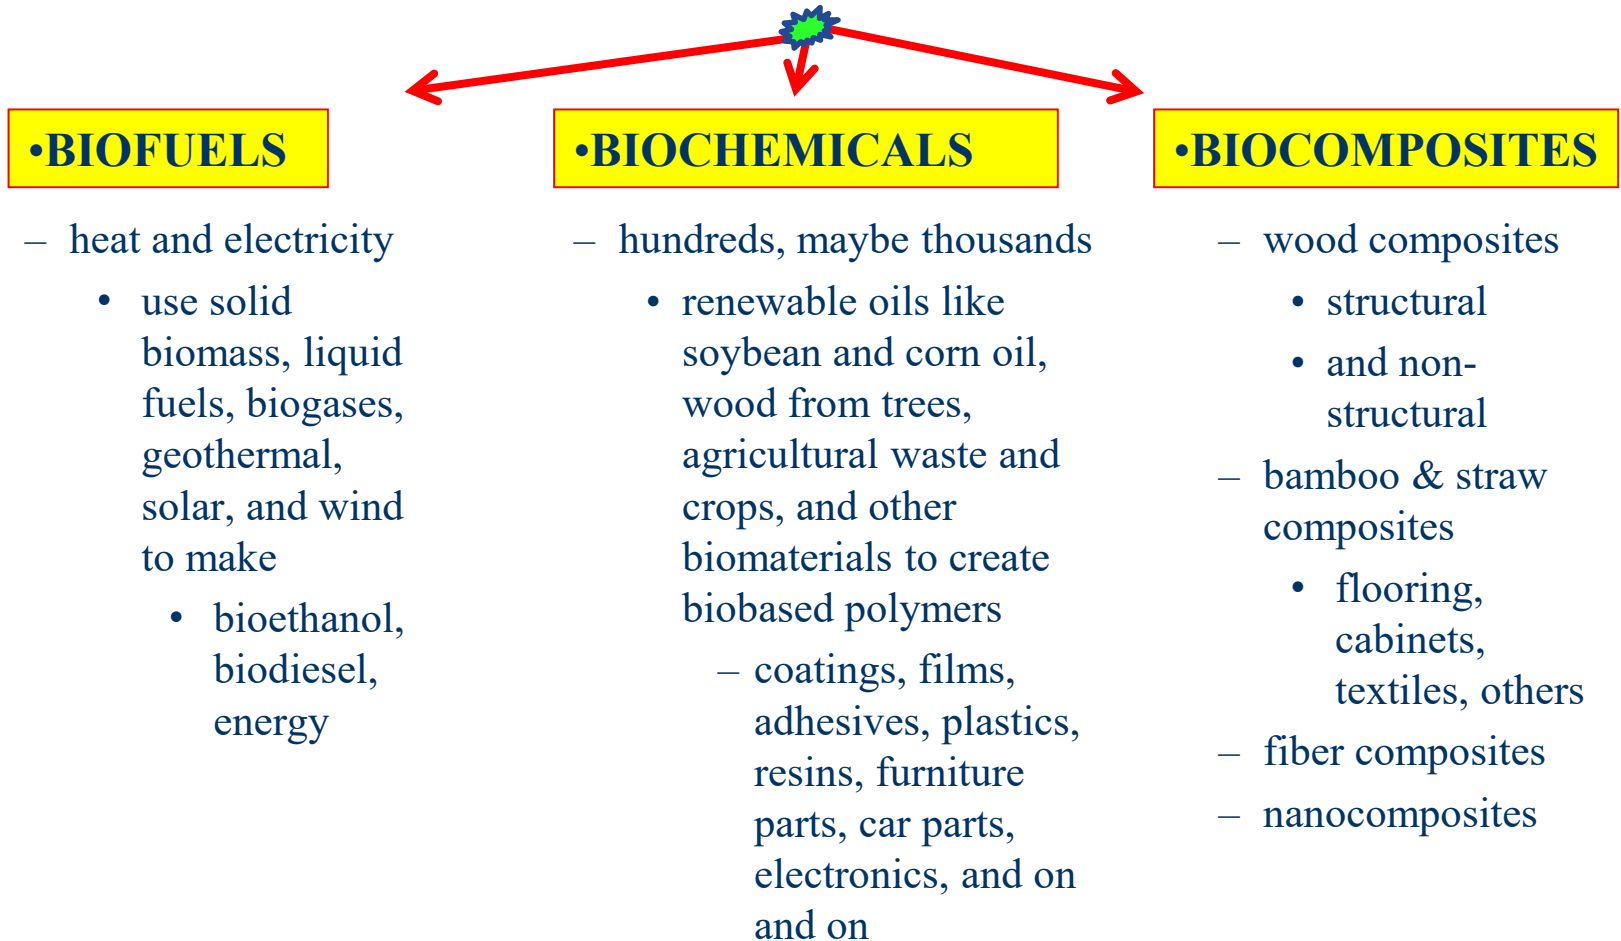 •BIOFUELS
– heat and electricity
• use solid
biomass, liquid
fuels, biogases,
geothermal,
solar, and wind
to make
• bioethanol,
biodiesel,
energy
•BIOCHEMICALS
– hundreds, maybe thousands
• renewable oils like
soybean and corn oil,
wood from trees,
agricultural waste and
crops, and other
biomaterials to create
biobased polymers
– coatings, films,
adhesives, plastics,
resins, furniture
parts, car parts,
electronics, and on
and on
•BIOCOMPOSITES
– wood composites
• structural
• and non-
structural
– bamboo & straw
composites
• flooring,
cabinets,
textiles, others
– fiber composites
– nanocomposites